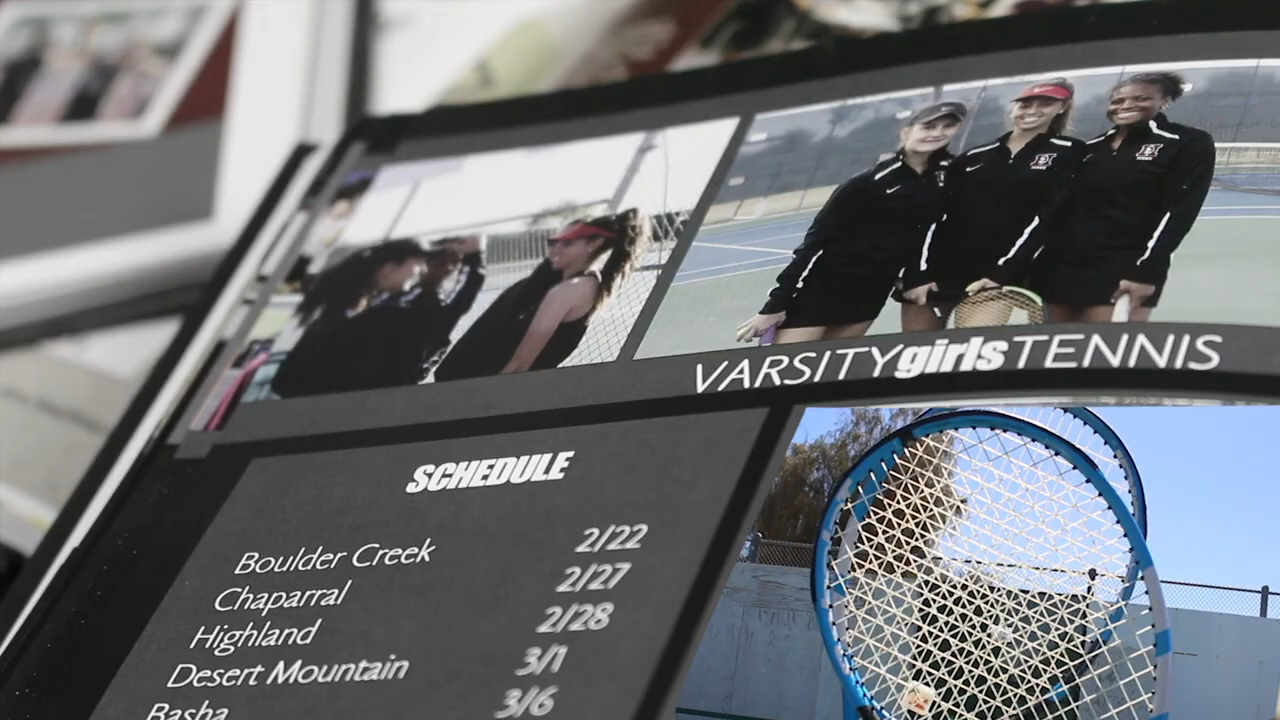 VARSITYgirlsTENNIS
SCHEDULE
Boulder Creek 2/22
Chaparral 2/27
Highland 2/28
Desert Mountain 3/1
Basha 3/6